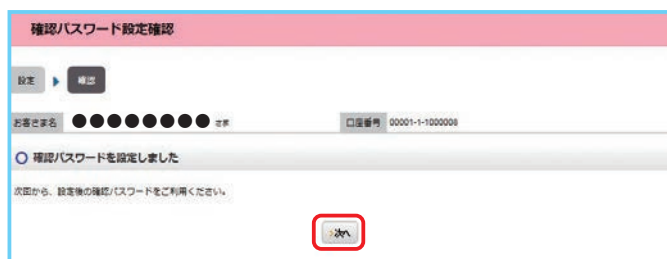 確認パスワード設定確認
設定 ▶ 確認
お客さま名 ●●●●●●●● さま 口座番号 00001-1-1000008
○ 確認パスワードを設定しました
次回から、設定後の確認パスワードをご利用ください。
>次へ